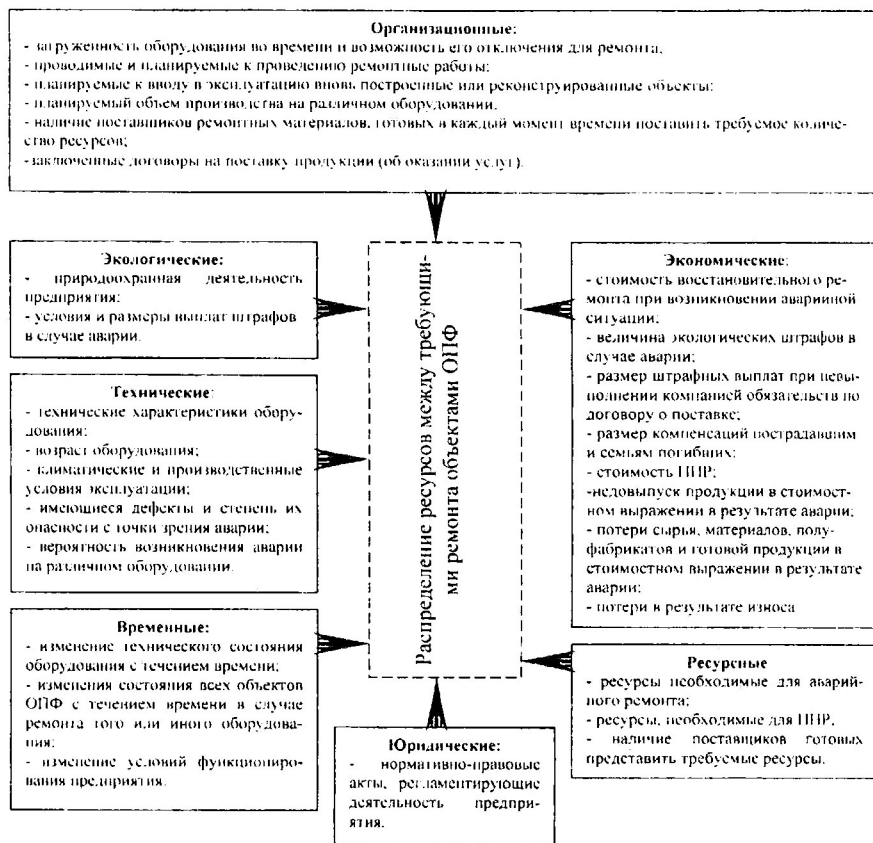 Организационные:
- загруженность оборудования во времени и возможность его отключения для ремонта,
- проводимые и планируемые к проведению ремонтные работы;
- планируемые к вводу в эксплуатацию вновь построенные или реконструированные объекты;
- планируемый объем производства на различном оборудовании,
- наличие поставщиков ремонтных материалов, готовых в каждый момент времени поставить требуемое количе-
ство ресурсов;
-заключенные договоры на поставку продукции (об оказании услуг).
Экологические:
- природоохранная деятельность
предприятия;
- условия и размеры выплат штрафов
в случае аварии.
Технические:
- технические характеристики обору-
дования;
- возраст оборудования;
- климатические и производственные
условия эксплуатации;
- имеющиеся дефекты и степень их
опасности с точки зрения аварии;
- вероятность возникновения аварии
на различном оборудовании.
Временные:
- изменение технического состояния
оборудования с течением времени;
- изменения состояния всех объектов
ОПФ с течением времени в случае
ремонта того или иного оборудова-
ния;
- изменение условий функциониро-
вания предприятия.
Распределение ресурсов между требующи-
ми ремонта объектами ОПФ
Юридические:
- нормативно-правовые
акты, регламентирующие
деятельность предпри-
ятия.
Экономические:
- стоимость восстановительного ре-
монта при возникновении аварийной
ситуации;
- величина экологических штрафов в
случае аварии;
- размер штрафных выплат при невы-
полнении компанией обязательств по
договору о поставке;
- размер компенсаций пострадавшим
и семьям погибших;
- стоимость ППР;
-недовыпуск продукции в стоимост-
ном выражении в результате аварии;
- потери сырья, материалов, полу-
фабрикатов и готовой продукции в
стоимостном выражении в результате
аварии;
- потери в результате износа
Ресурсные
- ресурсы необходимые для аварий-
ного ремонта;
- ресурсы, необходимые для ППР,
- наличие поставщиков готовых
представить требуемые ресурсы.